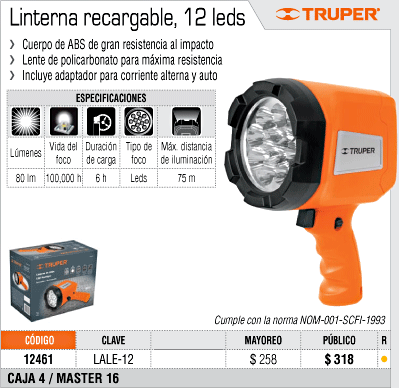 Linterna recargable, 12 leds
TRUPER
Cuerpo de ABS de gran resistencia al impacto
Lente de policarbonato para máxima resistencia
Incluye adaptador para corriente alterna y auto
ESPECIFICACIONES
Lúmenes Vida del foco Duración de carga Tipo de foco Máx. distancia de iluminación
80 lm 100,000 h 6 h Leds 75 m
TRUPER
TRUPER
Cumple con la norma NOM-001-SCFI-1993
CÓDIGO CLAVE MAYOREO PÚBLICO R
12461 LALE-12 $ 258 $ 318
CAJA 4 / MASTER 16